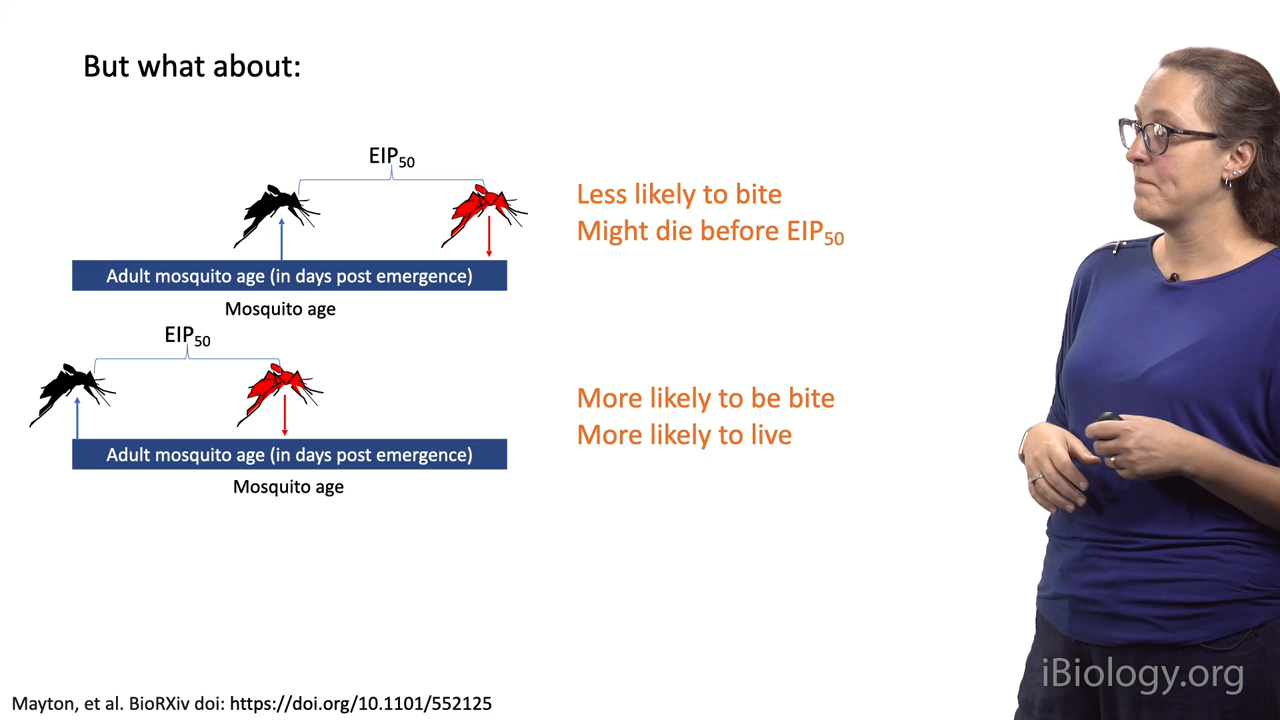 But what about:
EIP50
Less likely to bite
Might die before EIP50
Adult mosquito age (in days post emergence)
Mosquito age
EIP50
More likely to be bite
More likely to live
Adult mosquito age (in days post emergence)
Mosquito age
iBiology.org
Mayton, et al. BioRXiv doi: https://doi.org/10.1101/552125